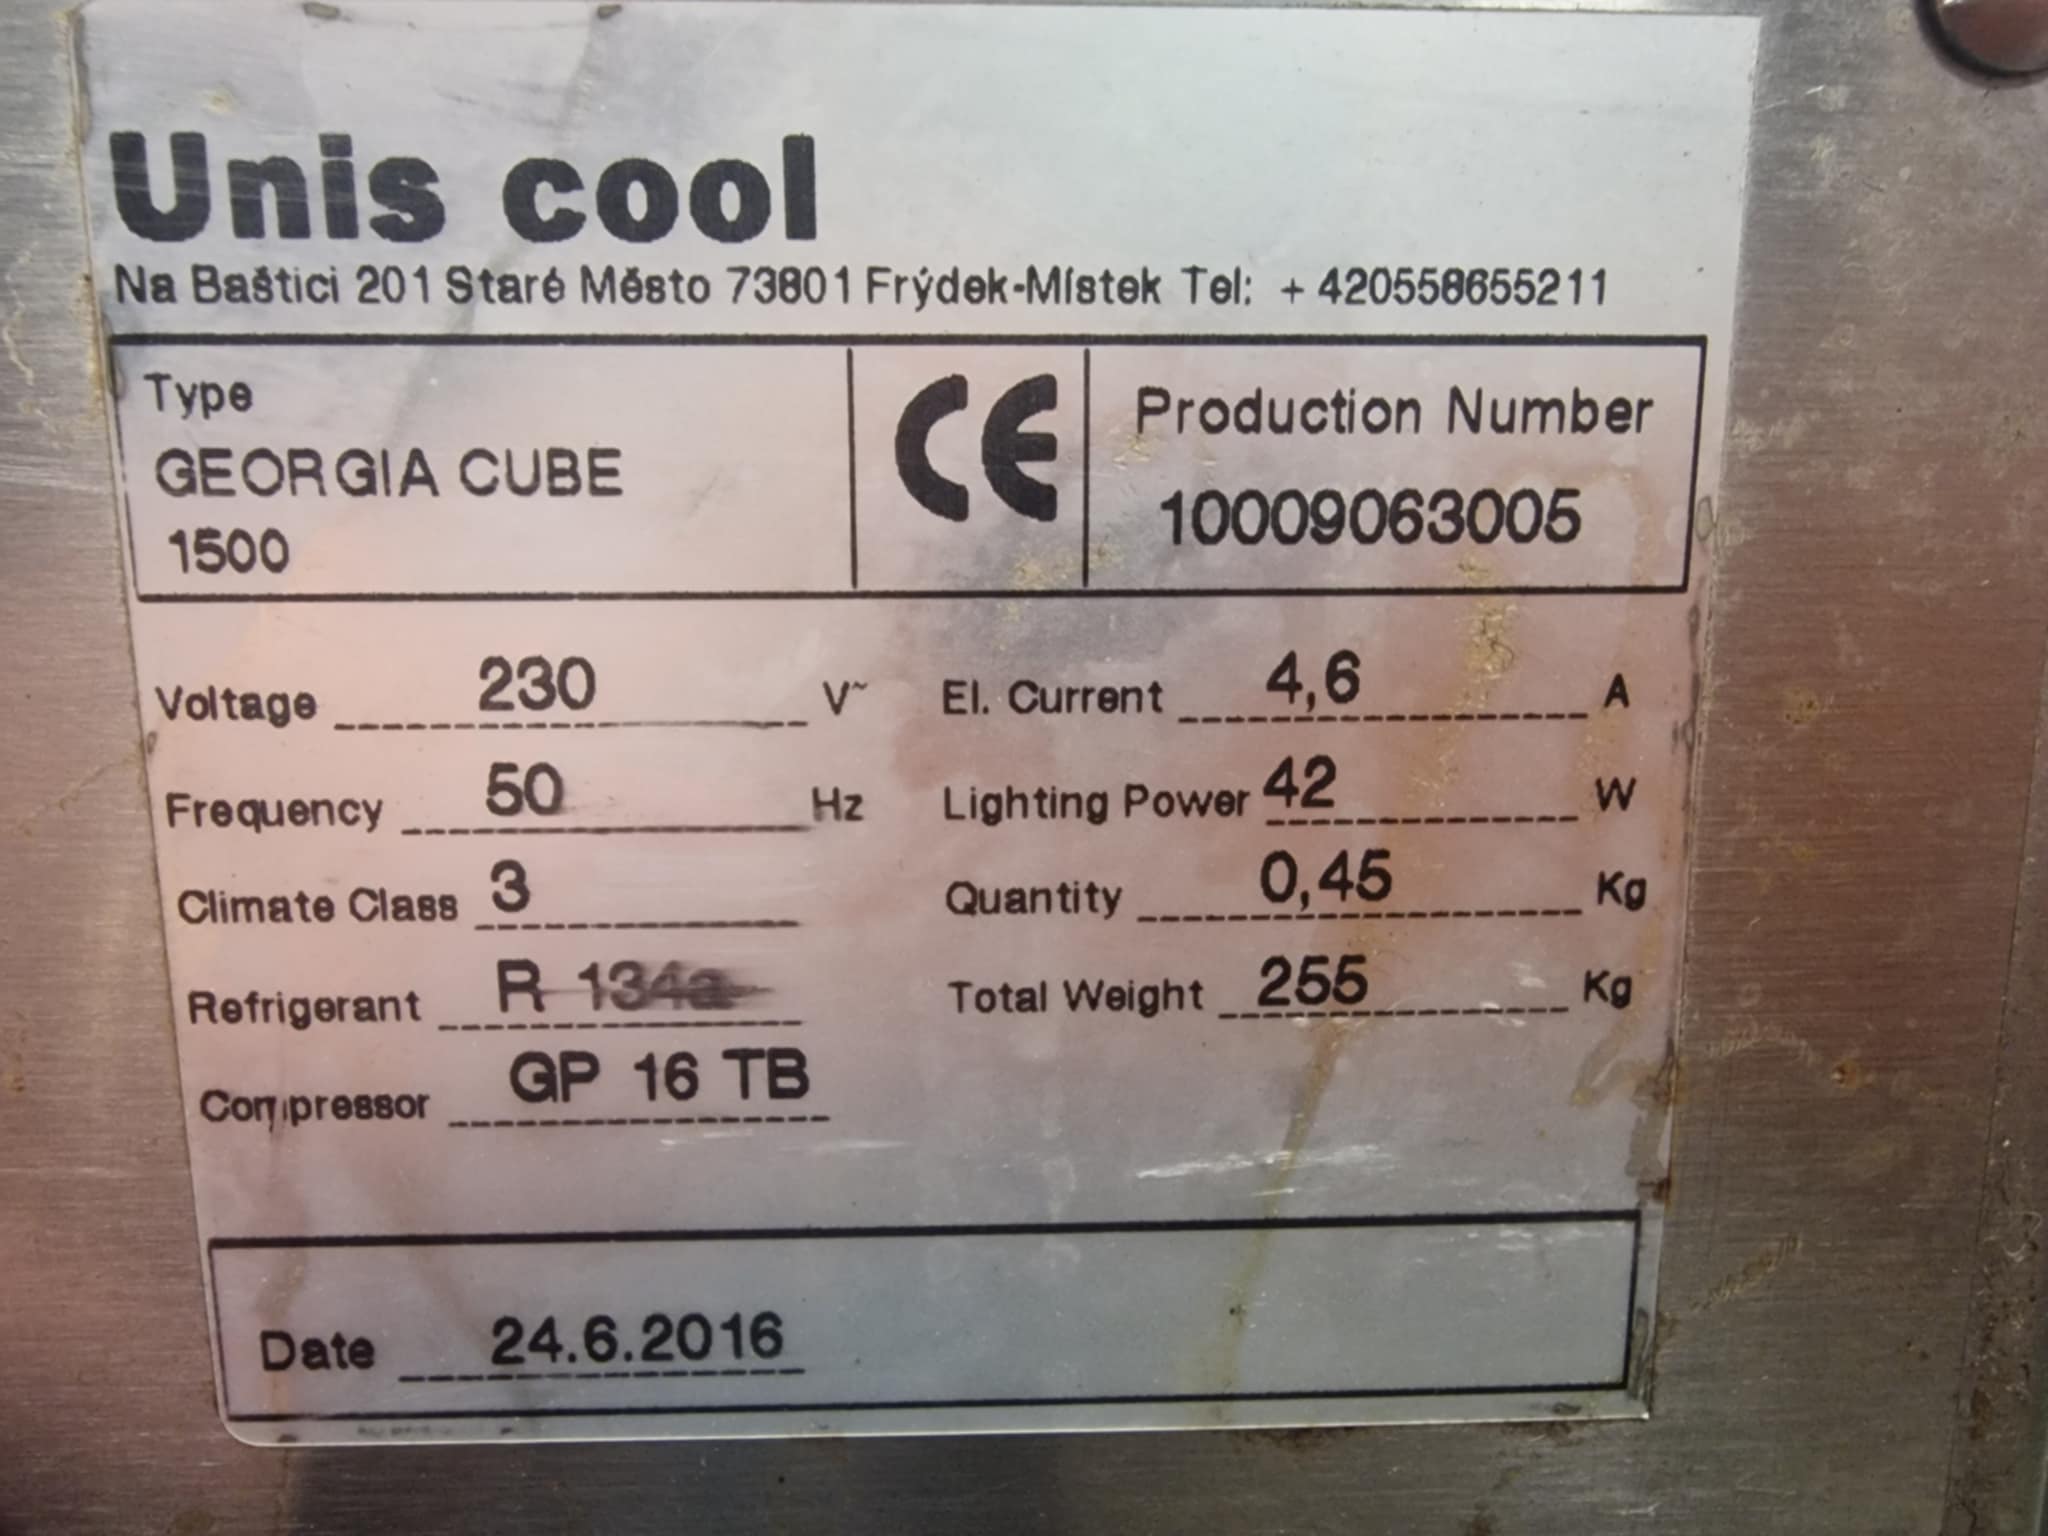 Unis cool
Na Baštici 201 Staré Město 73801 Frýdek-Místek Tel: +420558655211
Type
GEORGIA CUBE
1500
CE
Production Number
10009063005
Voltage 230 V~ El. Current 4,6 A
Frequency 50 Hz Lighting Power 42 W
Climate Class 3 Quantity 0,45 Kg
Refrigerant R 134a Total Weight 255 Kg
Compressor GP 16 TB
Date 24.6.2016